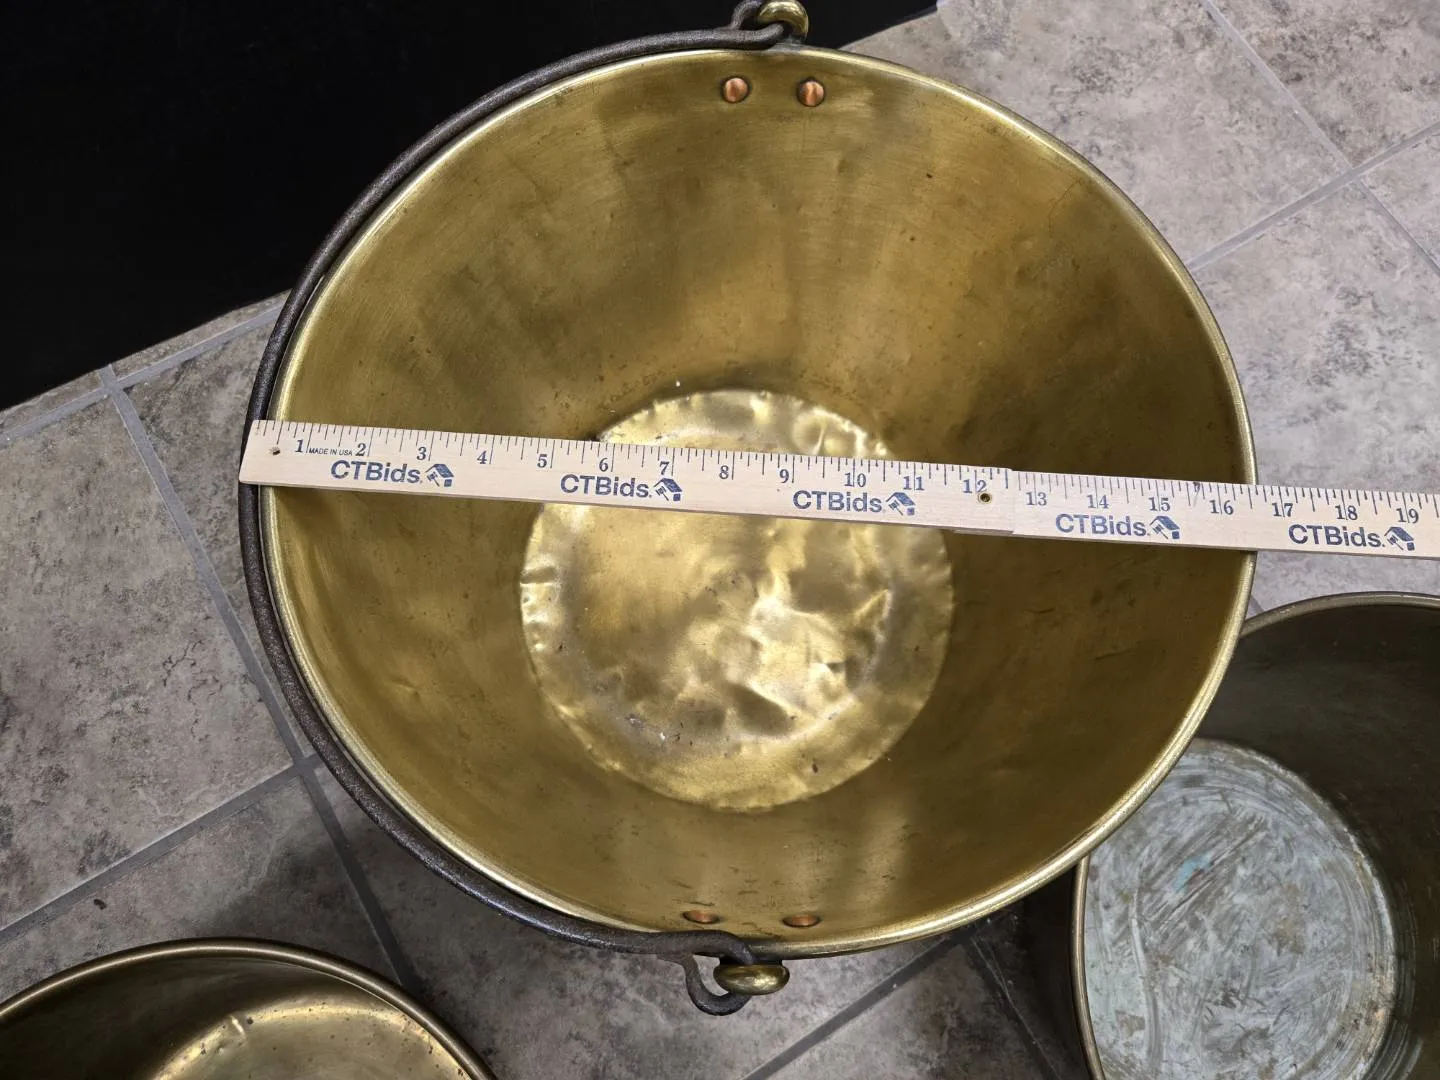 1 MADE IN USA 2 3 4 5 6 7 8 9 10 11 12 13 14 15 16 17 18 19
CTBids. CTBids. CTBids. CTBids. CTBids.